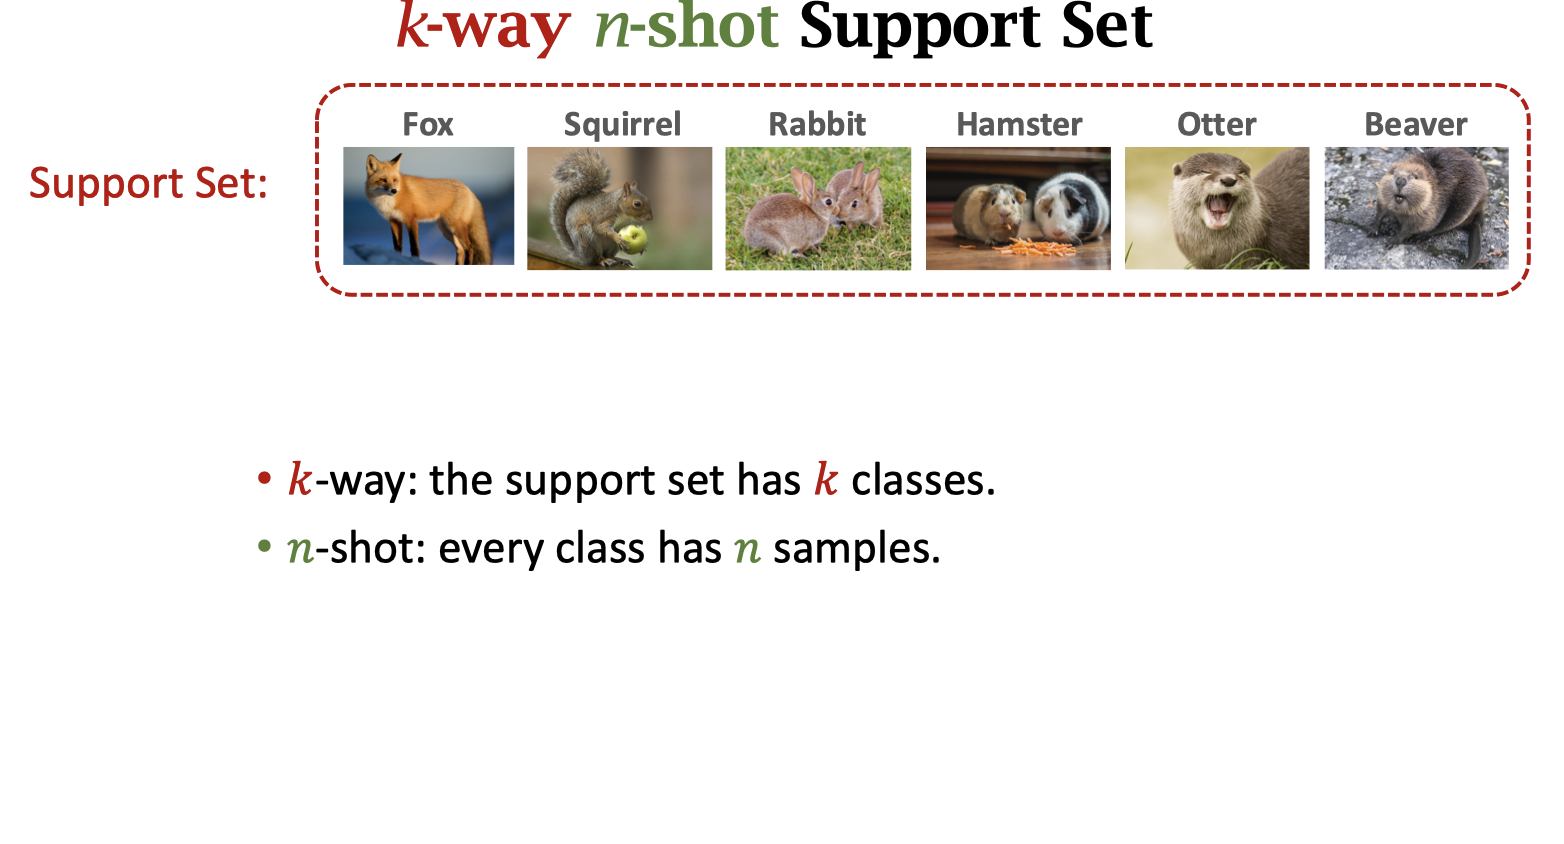 k-way n-shot Support Set
Fox Squirrel Rabbit Hamster Otter Beaver
Support Set:
• k-way: the support set has k classes.
• n-shot: every class has n samples.